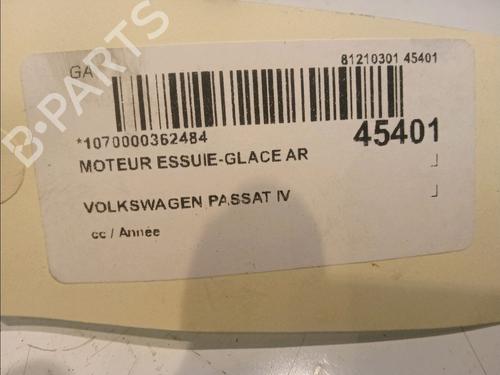 GA
81210301 45401
*1070000362484
45401
MOTEUR ESSUIE-GLACE AR
VOLKSWAGEN PASSAT IV
cc / Année
B-PARTS